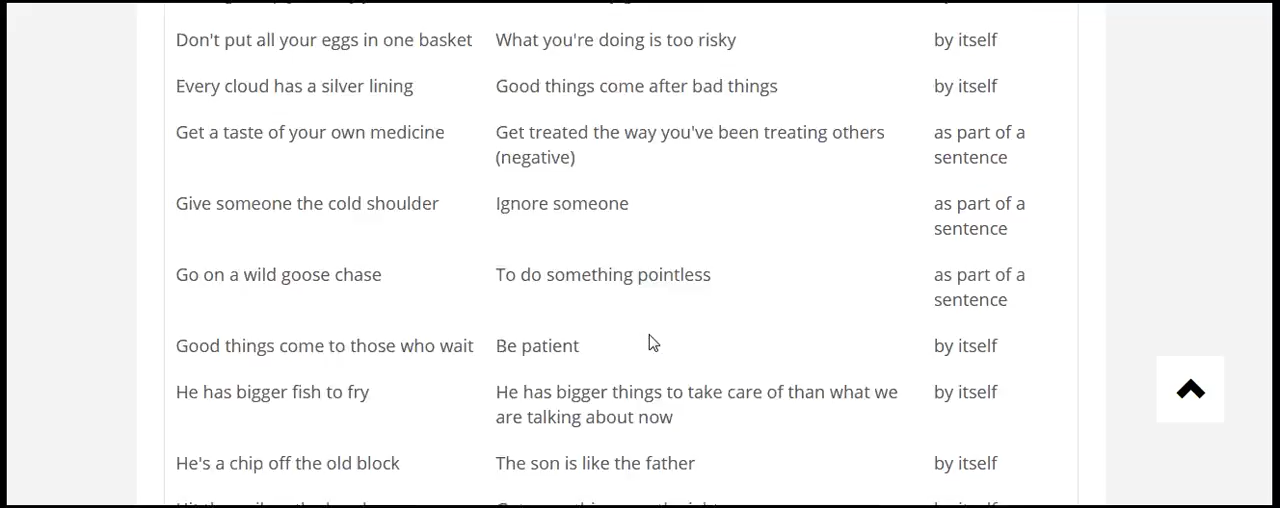 Don't put all your eggs in one basket What you're doing is too risky by itself
Every cloud has a silver lining Good things come after bad things by itself
Get a taste of your own medicine Get treated the way you've been treating others as part of a
(negative) sentence
Give someone the cold shoulder Ignore someone as part of a
sentence
Go on a wild goose chase To do something pointless as part of a
sentence
Good things come to those who wait Be patient by itself
He has bigger fish to fry He has bigger things to take care of than what we by itself
are talking about now
He's a chip off the old block The son is like the father by itself